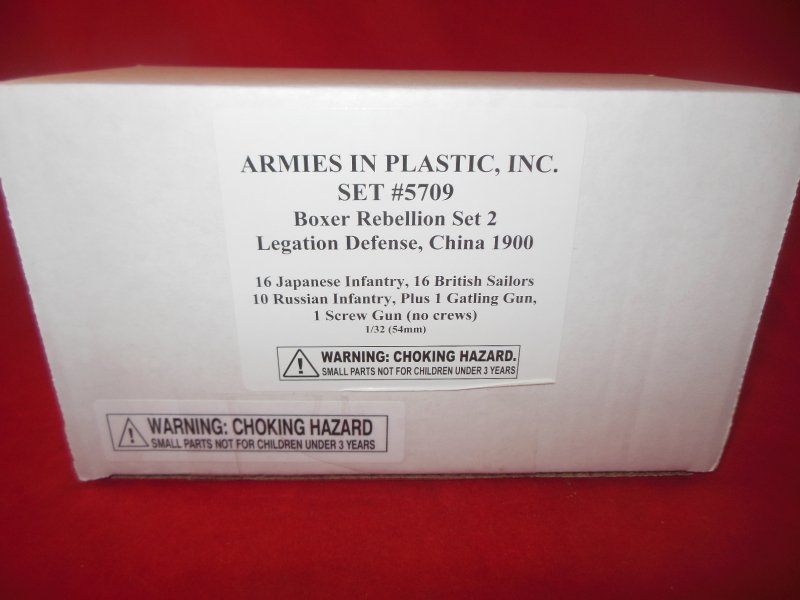 ARMIES IN PLASTIC, INC.
SET #5709
Boxer Rebellion Set 2
Legation Defense, China 1900
16 Japanese Infantry, 16 British Sailors
10 Russian Infantry, Plus 1 Gatling Gun,
1 Screw Gun (no crews)
1/32 (54mm)
WARNING: CHOKING HAZARD.
SMALL PARTS NOT FOR CHILDREN UNDER 3 YEARS
WARNING: CHOKING HAZARD
SMALL PARTS NOT FOR CHILDREN UNDER 3 YEARS